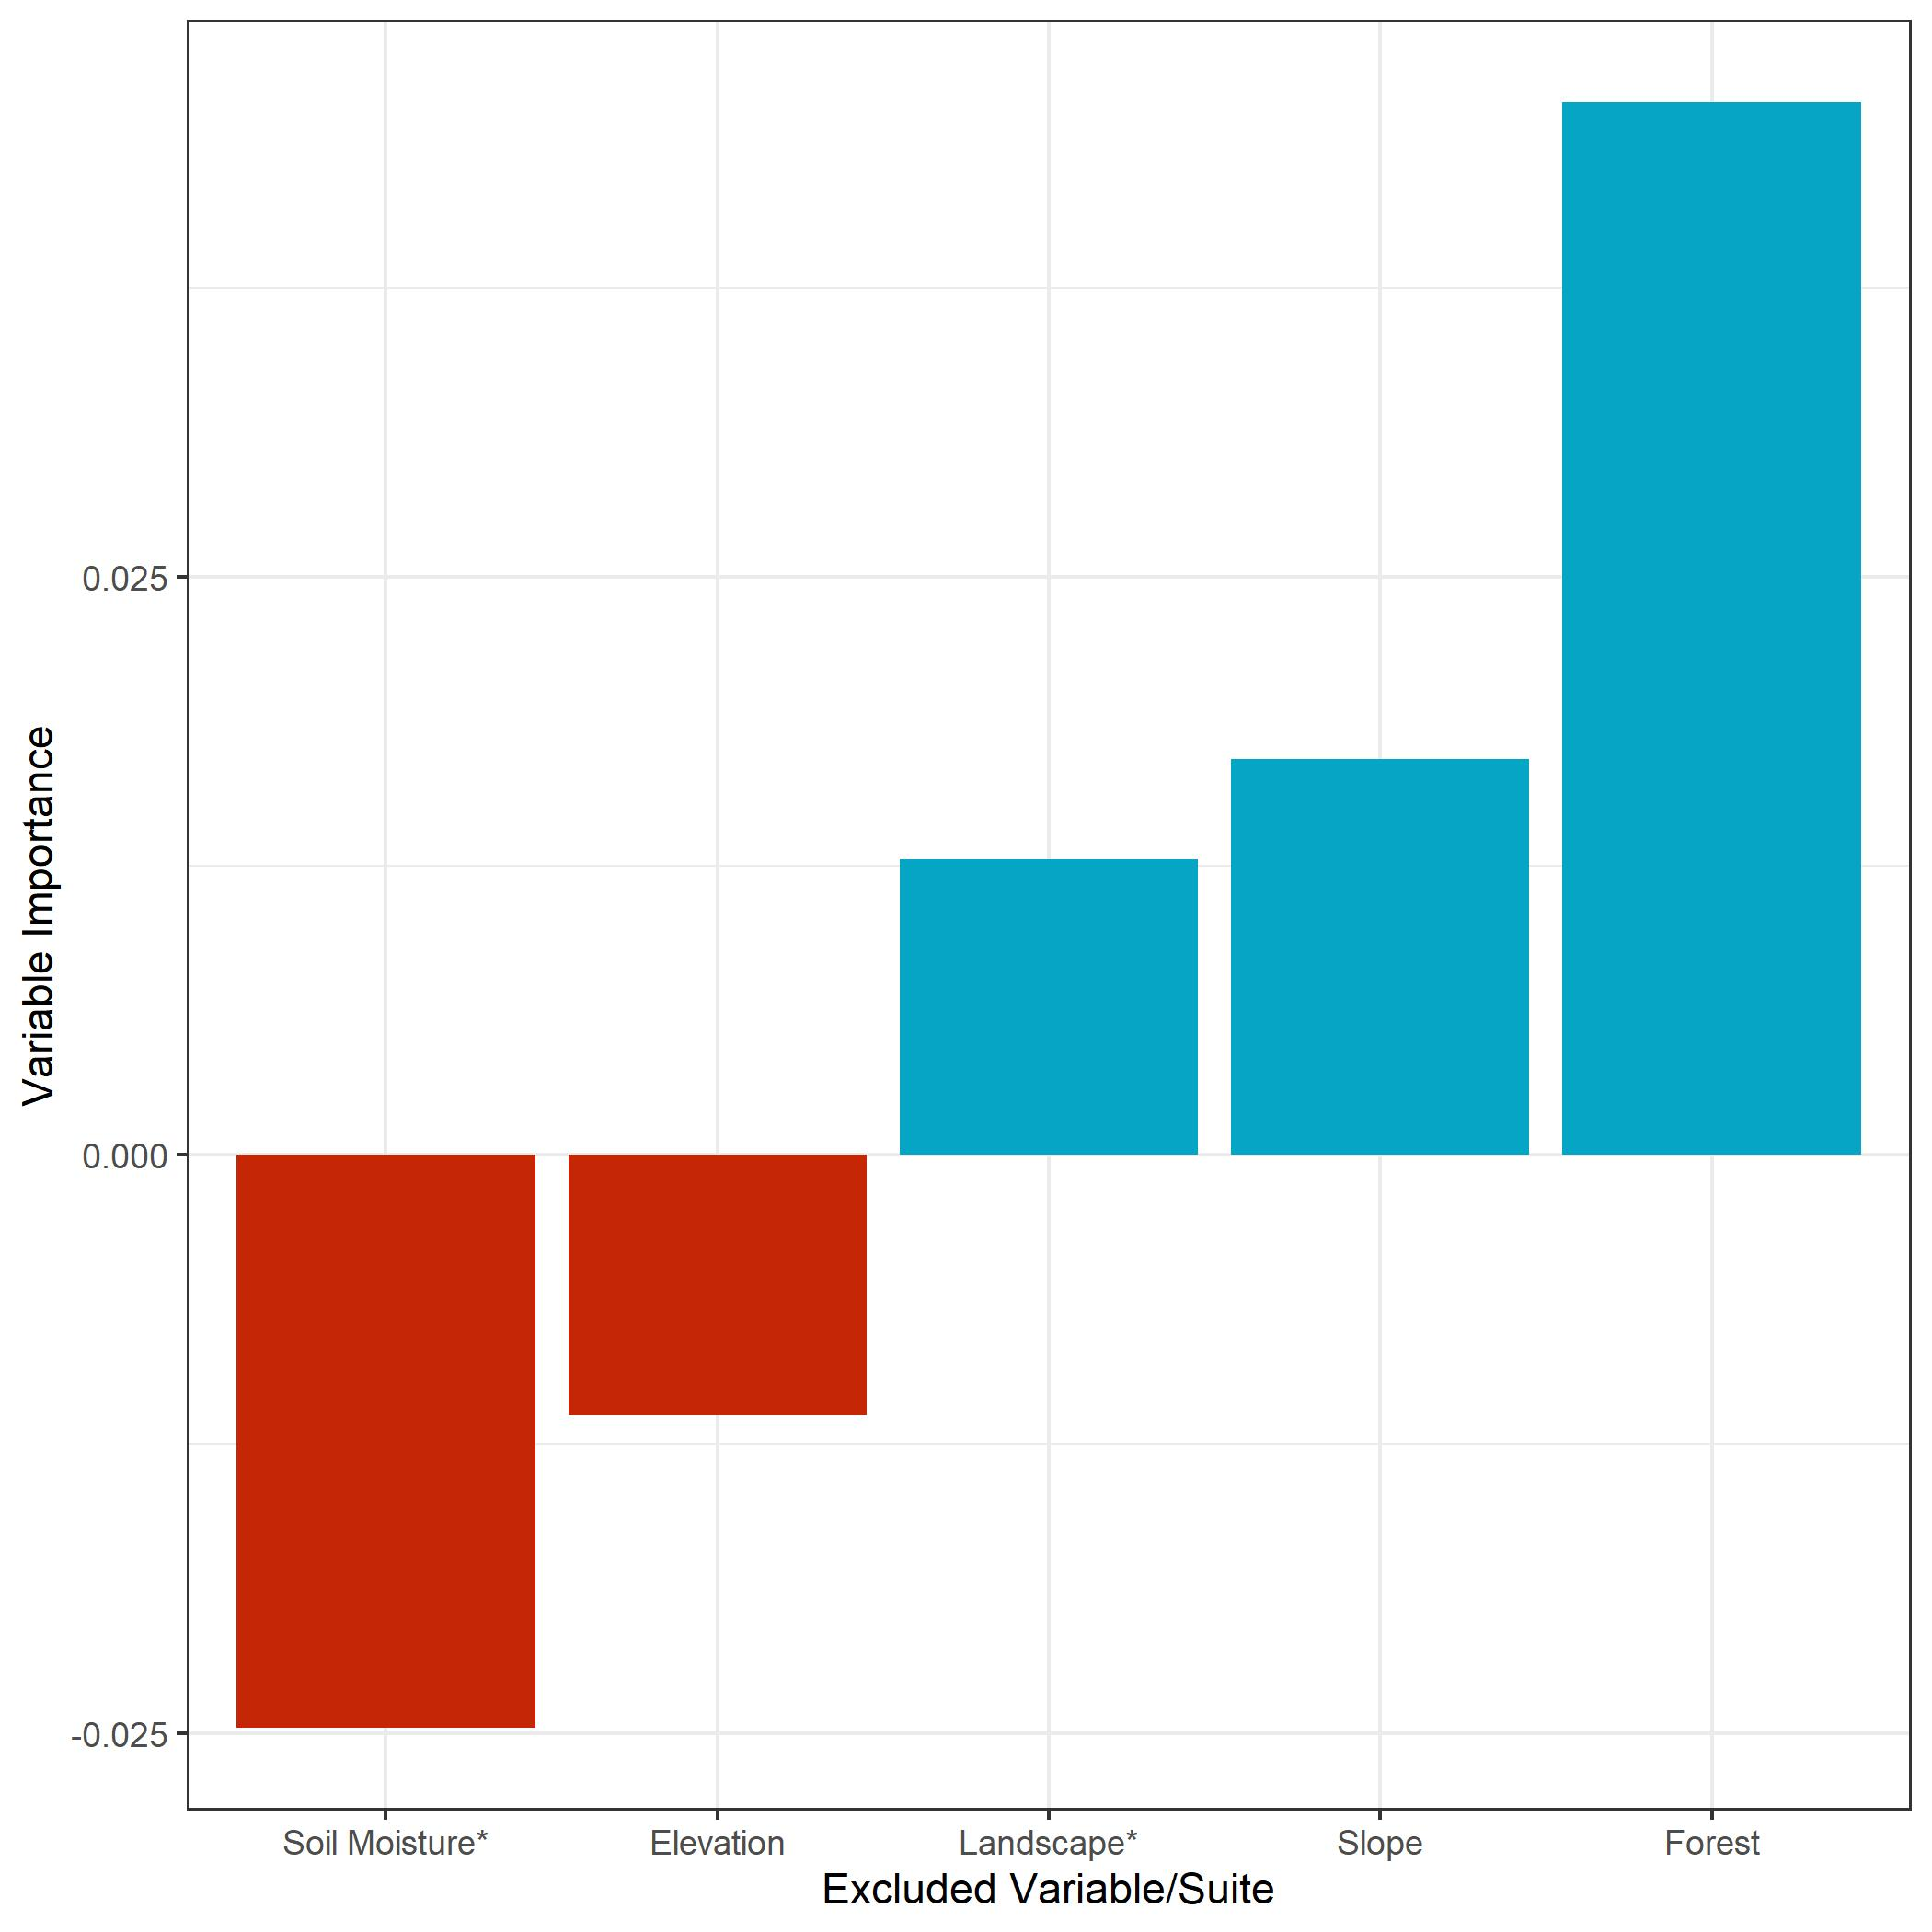 Variable Importance
0.025
0.000
-0.025
Soil Moisture* Elevation Landscape* Slope Forest
Excluded Variable/Suite